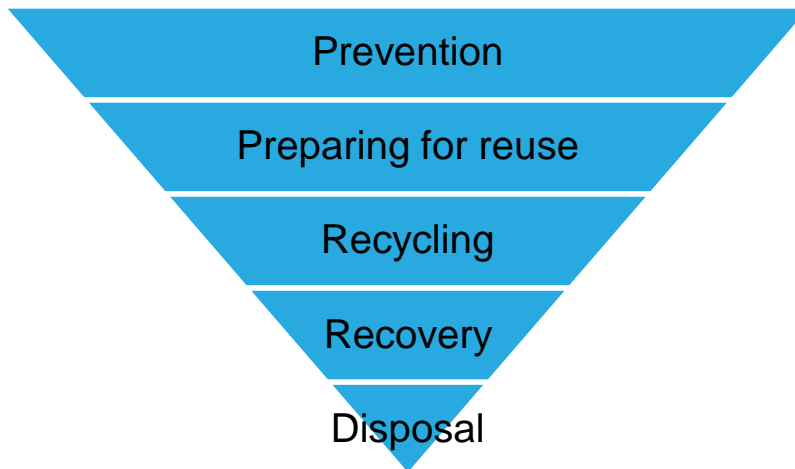 Prevention
Preparing for reuse
Recycling
Recovery
Disposal